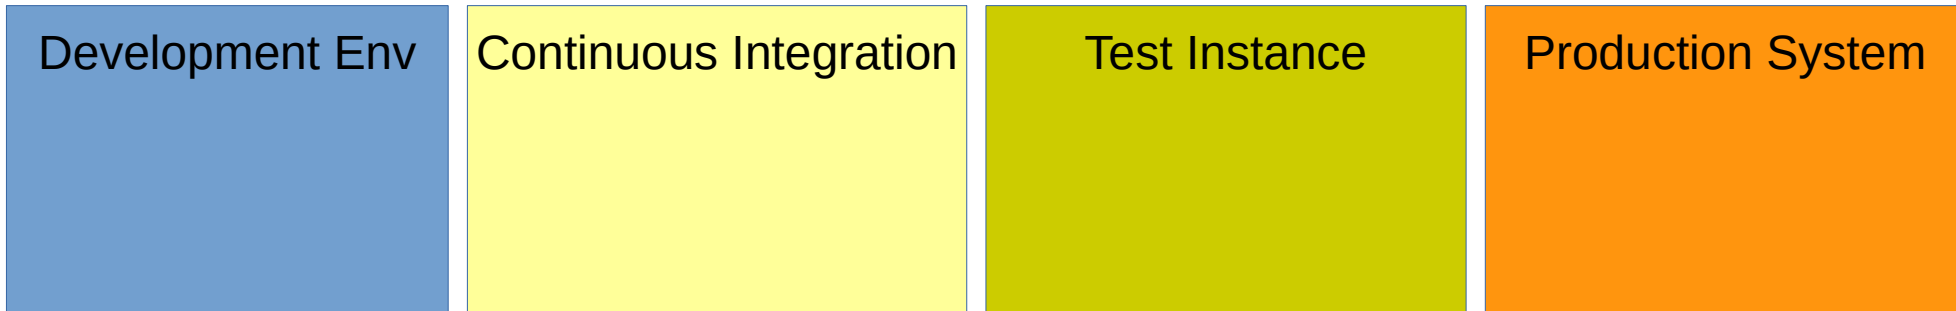 Development Env
Continuous Integration
Test Instance
Production System